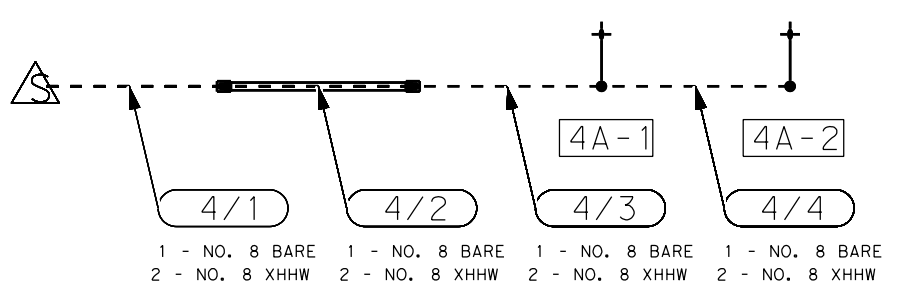 S
4A-1 4A-2
4/1 4/2 4/3 4/4
1 - NO. 8 BARE 1 - NO. 8 BARE 1 - NO. 8 BARE 1 - NO. 8 BARE
2 - NO. 8 XHHW 2 - NO. 8 XHHW 2 - NO. 8 XHHW 2 - NO. 8 XHHW